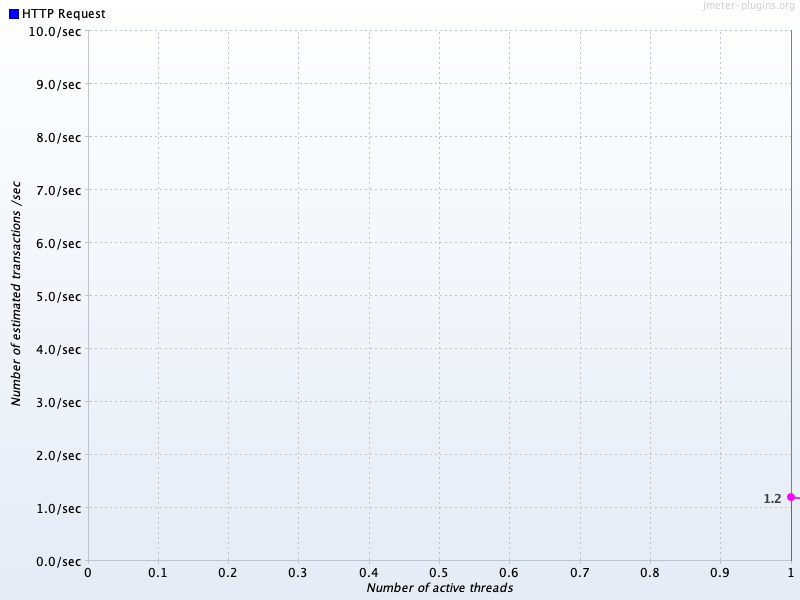 jmeter-plugins.org
HTTP Request
10.0/sec
9.0/sec
8.0/sec
7.0/sec
6.0/sec
5.0/sec
4.0/sec
3.0/sec
2.0/sec
1.0/sec
0.0/sec
Number of estimated transactions /sec
1.2
0 0.1 0.2 0.3 0.4 0.5 0.6 0.7 0.8 0.9 1
Number of active threads